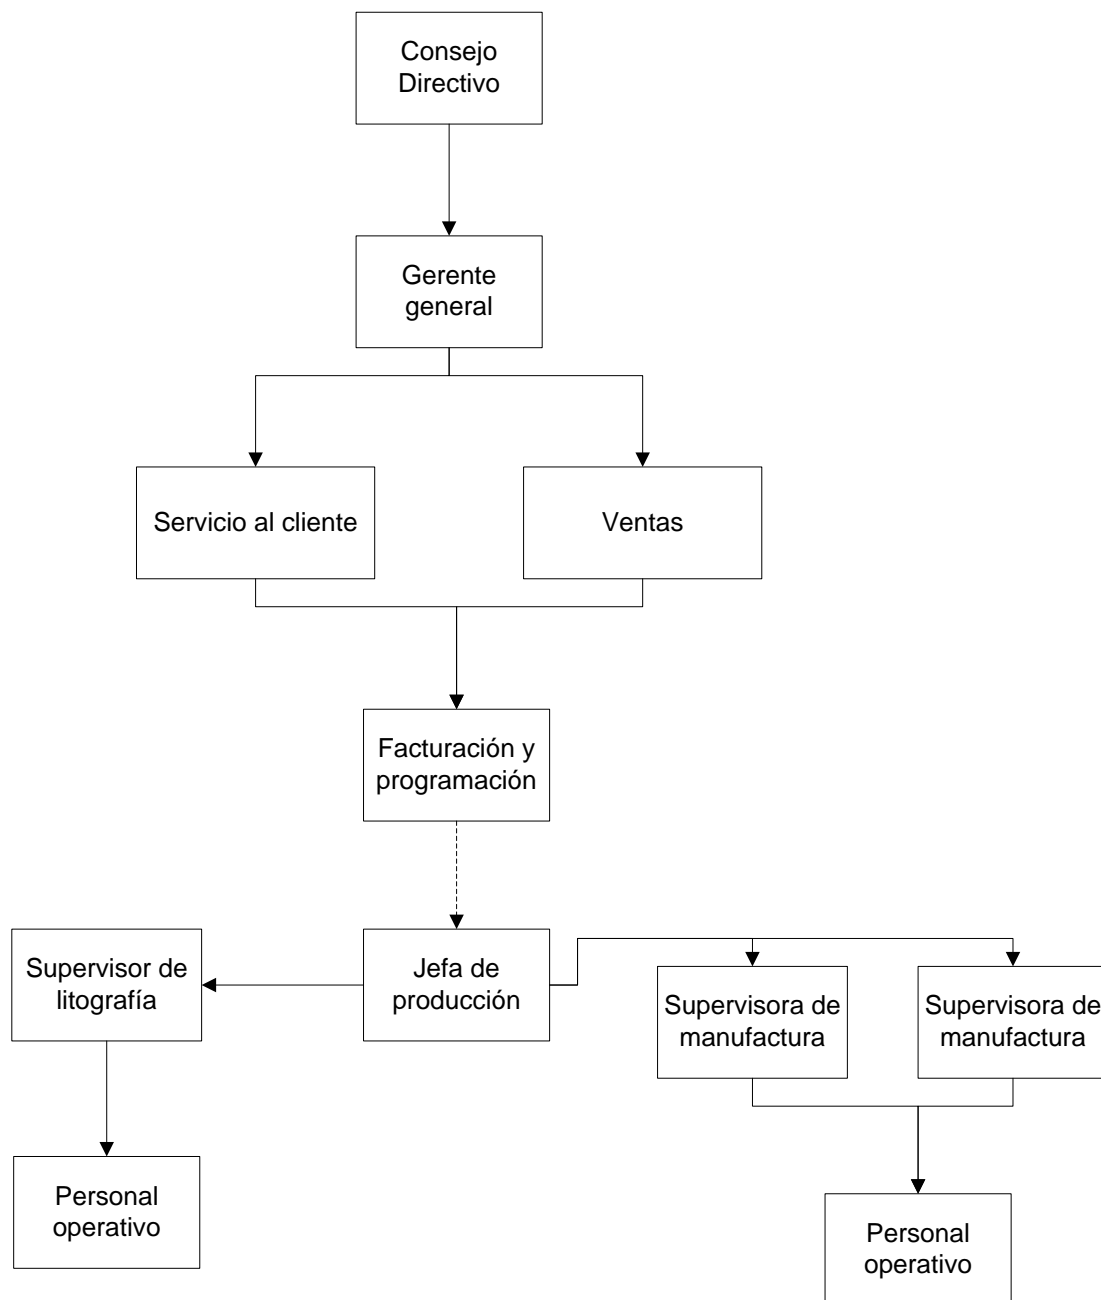 Consejo
Directivo
Gerente
general
Servicio al cliente
Ventas
Facturación y
programación
Supervisor de
litografía
Jefa de
producción
Supervisora de
manufactura
Supervisora de
manufactura
Personal
operativo
Personal
operativo